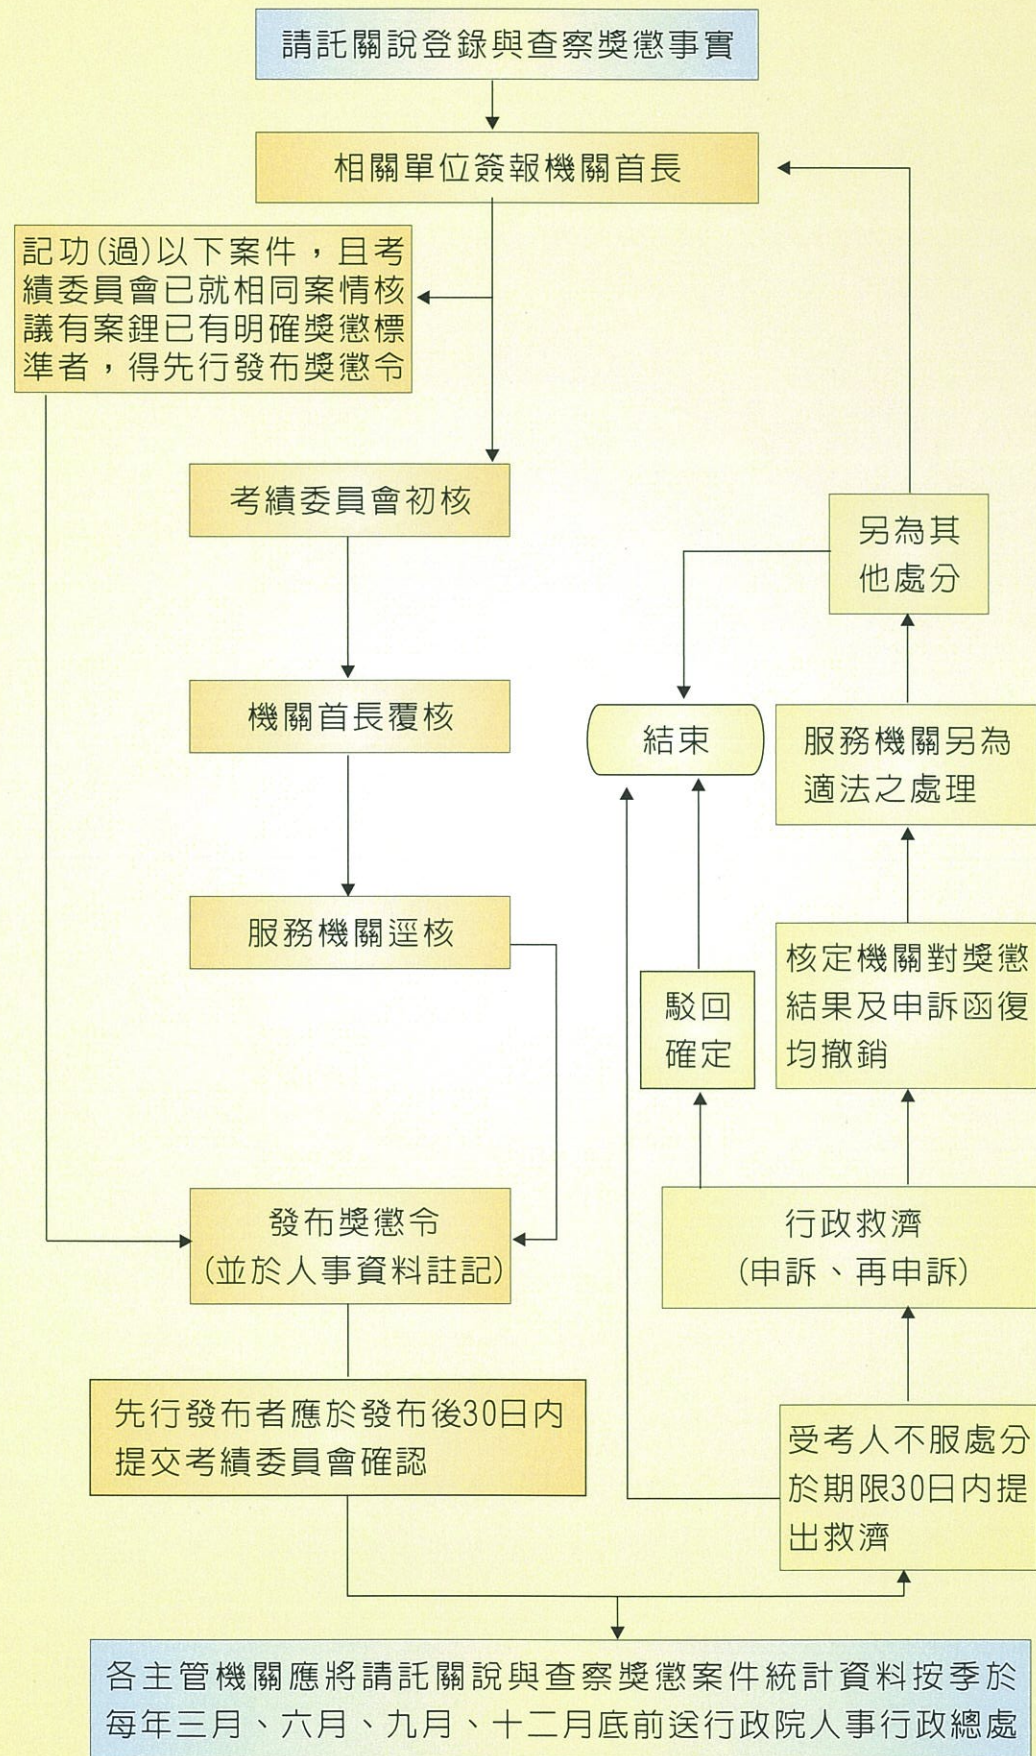 請託關說登錄與查察獎懲事實
相關單位簽報機關首長
記功(過)以下案件，且考
績委員會已就相同案情核
議有案鋰已有明確獎懲標
準者，得先行發布獎懲令
考績委員會初核
機關首長覆核
服務機關逕核
發布獎懲令
(並於人事資料註記)
先行發布者應於發布後30日內
提交考績委員會確認
另為其
他處分
結束
服務機關另為
適法之處理
駁回
確定
核定機關對獎懲
結果及申訴函復
均撤銷
行政救濟
(申訴、再申訴)
受考人不服處分
於期限30日內提
出救濟
各主管機關應將請託關說與查察獎懲案件統計資料按季於
每年三月、六月、九月、十二月底前送行政院人事行政總處